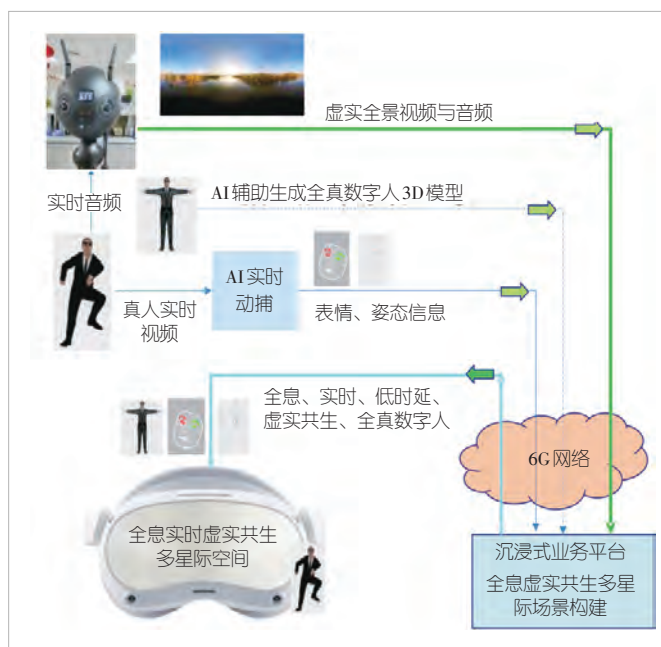 虚实全景视频与音频
实时音频
AI辅助生成全真数字人3D模型
真人实时
视频
AI实时
动捕
表情、姿态信息
全息、实时、低时延、
虚实共生、全真数字人
6G网络
全息实时虚实共生
多星际空间
沉浸式业务平台
全息虚实共生多星
际场景构建